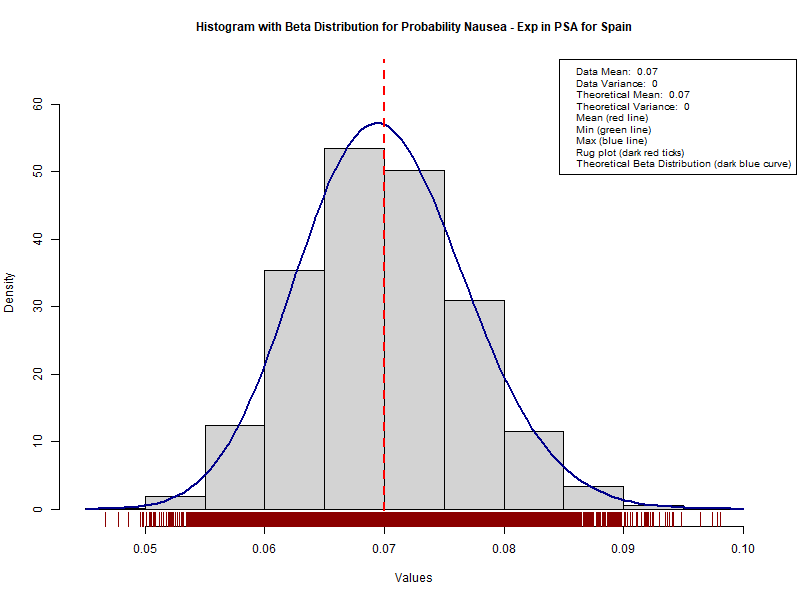 Histogram with Beta Distribution for Probability Nausea - Exp in PSA for Spain
Data Mean: 0.07
Data Variance: 0
Theoretical Mean: 0.07
Theoretical Variance: 0
Mean (red line)
Min (green line)
Max (blue line)
Rug plot (dark red ticks)
Theoretical Beta Distribution (dark blue curve)
60
50
40
30
20
10
0
Density
0.05 0.06 0.07 0.08 0.09 0.10
Values